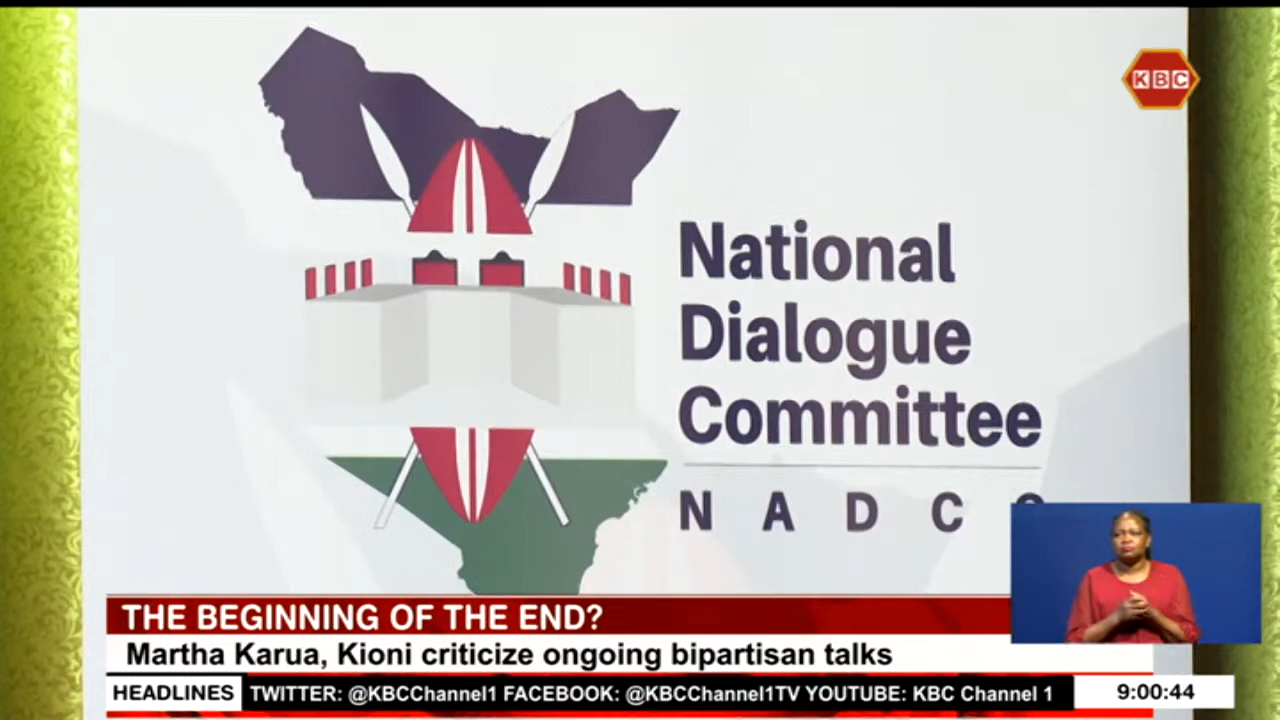 KBC
National
Dialogue
Committee
N A D C O
THE BEGINNING OF THE END?
Martha Karua, Kioni criticize ongoing bipartisan talks
HEADLINES TWITTER: @KBCChannel1 FACEBOOK: @KBCChannel1TV YOUTUBE: KBC Channel 1 9:00:44